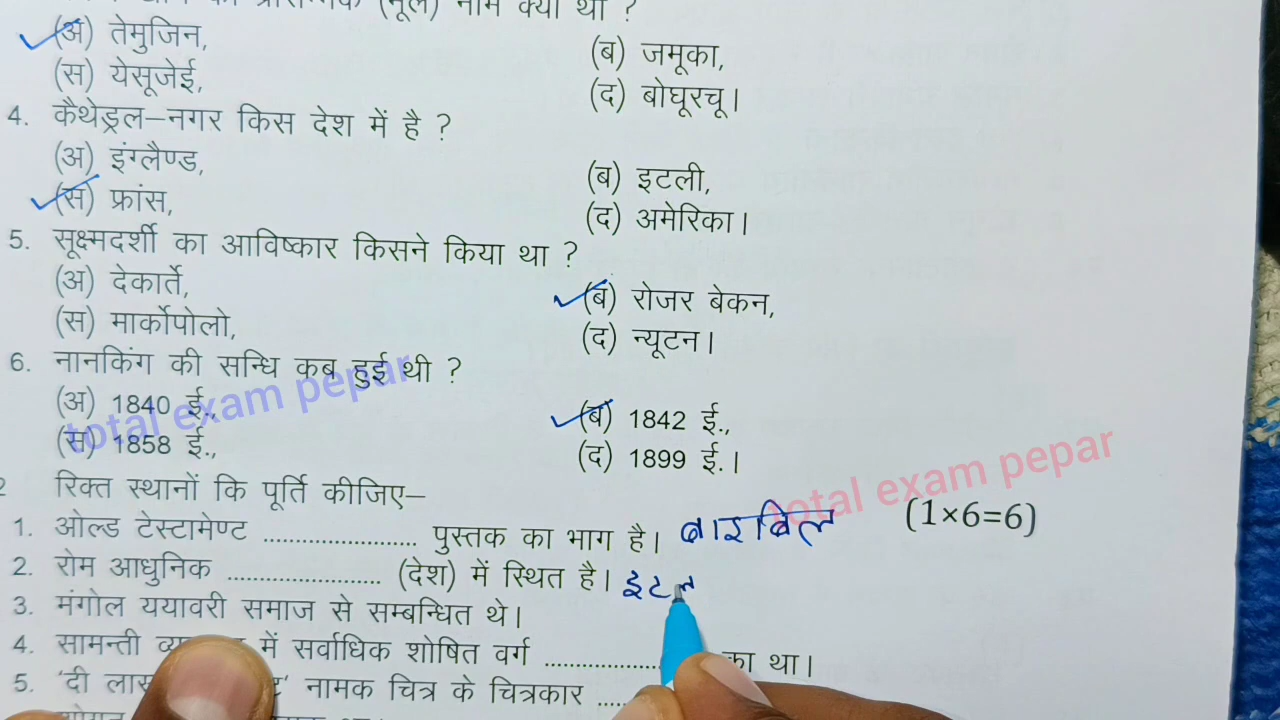 (मूल) नाम क्या था ?
(अ) तेमुजिन, (ब) जमूका,
(स) येसूजेई, (द) बोघूरचू।
4. कैथेड्रल–नगर किस देश में है ?
(अ) इंग्लैण्ड, (ब) इटली,
(स) फ्रांस, (द) अमेरिका।
5. सूक्ष्मदर्शी का आविष्कार किसने किया था ?
(अ) देकार्ते, (ब) रोजर बेकन,
(स) मार्कोपोलो, (द) न्यूटन।
6. नानकिंग की सन्धि कब हुई थी ?
(अ) 1840 ई., (ब) 1842 ई.,
(स) 1858 ई., (द) 1899 ई.।
total exam pepar
total exam pepar
2 रिक्त स्थानों कि पूर्ति कीजिए– (1×6=6)
1. ओल्ड टेस्टामेण्ट ....................... पुस्तक का भाग है। बाइबिल
2. रोम आधुनिक ....................... (देश) में स्थित है। इटल
3. मंगोल ययावरी समाज से सम्बन्धित थे।
4. सामन्ती में सर्वाधिक शोषित वर्ग ................. का था।
5. 'दी नामक चित्र के चित्रकार .....